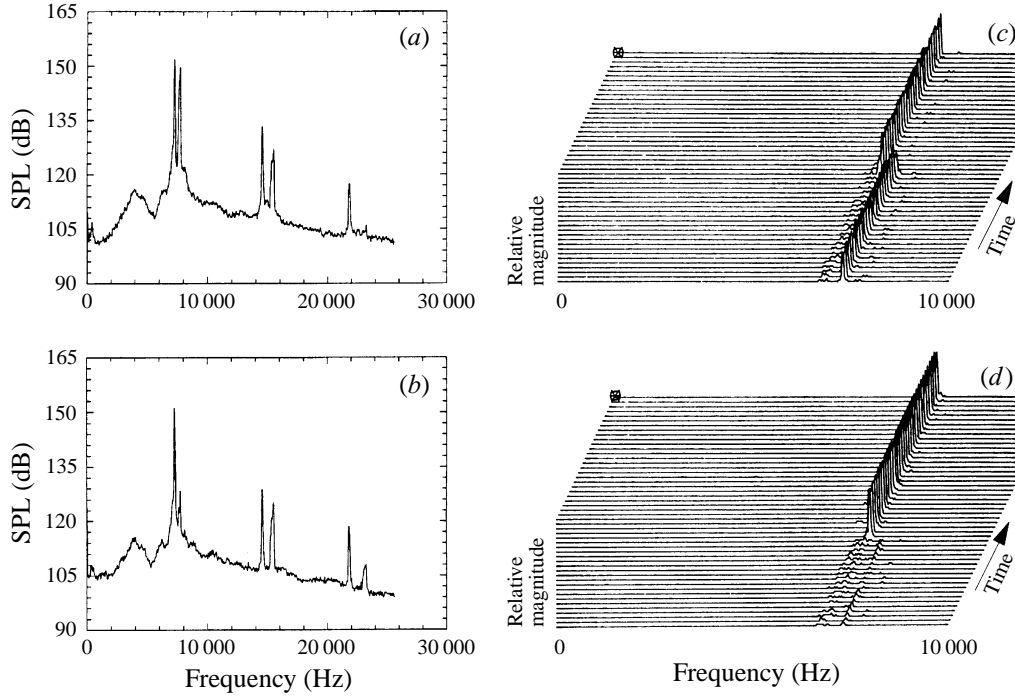 165
150
135
120
105
90
SPL (dB)
(a)
0
10 000
20 000
30 000
(c)
Relative
magnitude
Time
0
10 000
165
150
135
120
105
90
SPL (dB)
(b)
0
10 000
20 000
30 000
Frequency (Hz)
(d)
Relative
magnitude
Time
0
10 000
Frequency (Hz)